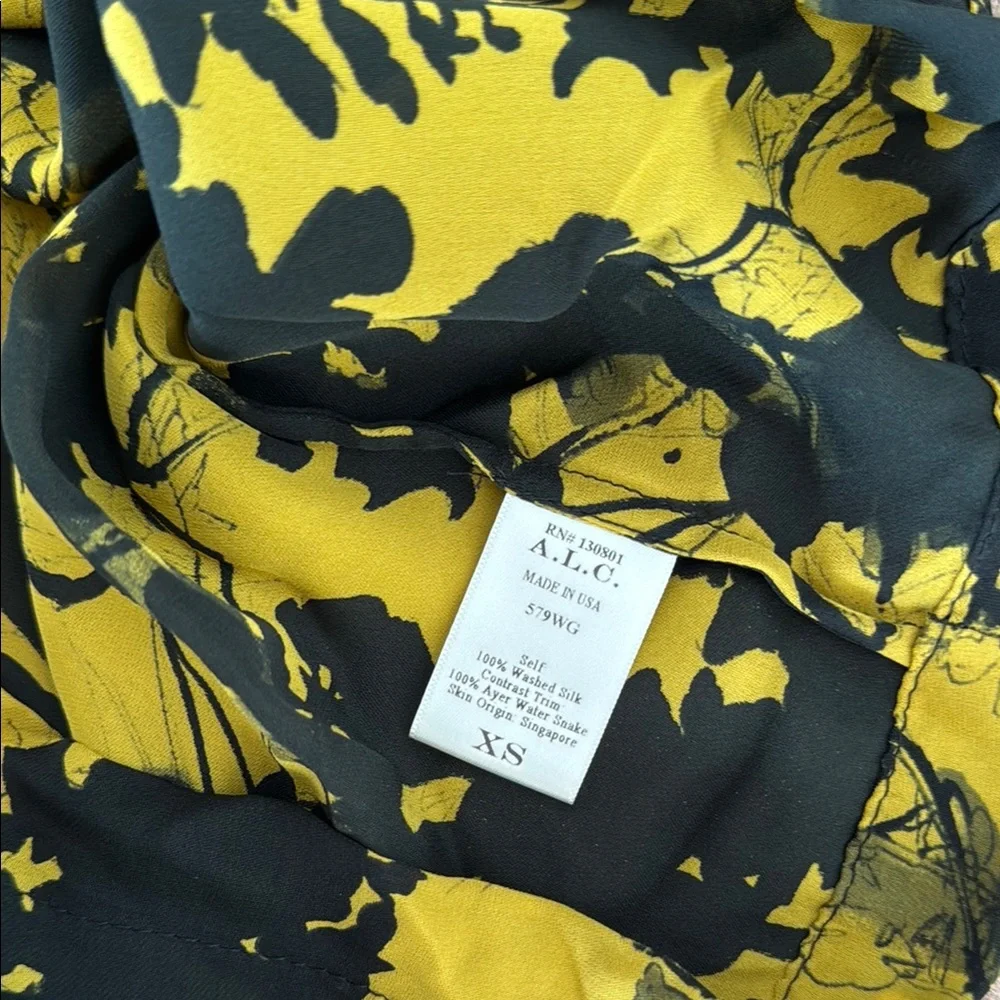 RN# 130801
A.L.C.
MADE IN USA
579WG
Self
100% Washed Silk
Contrast Trim
100% Ayer Water Snake
Skin Origin: Singapore
XS